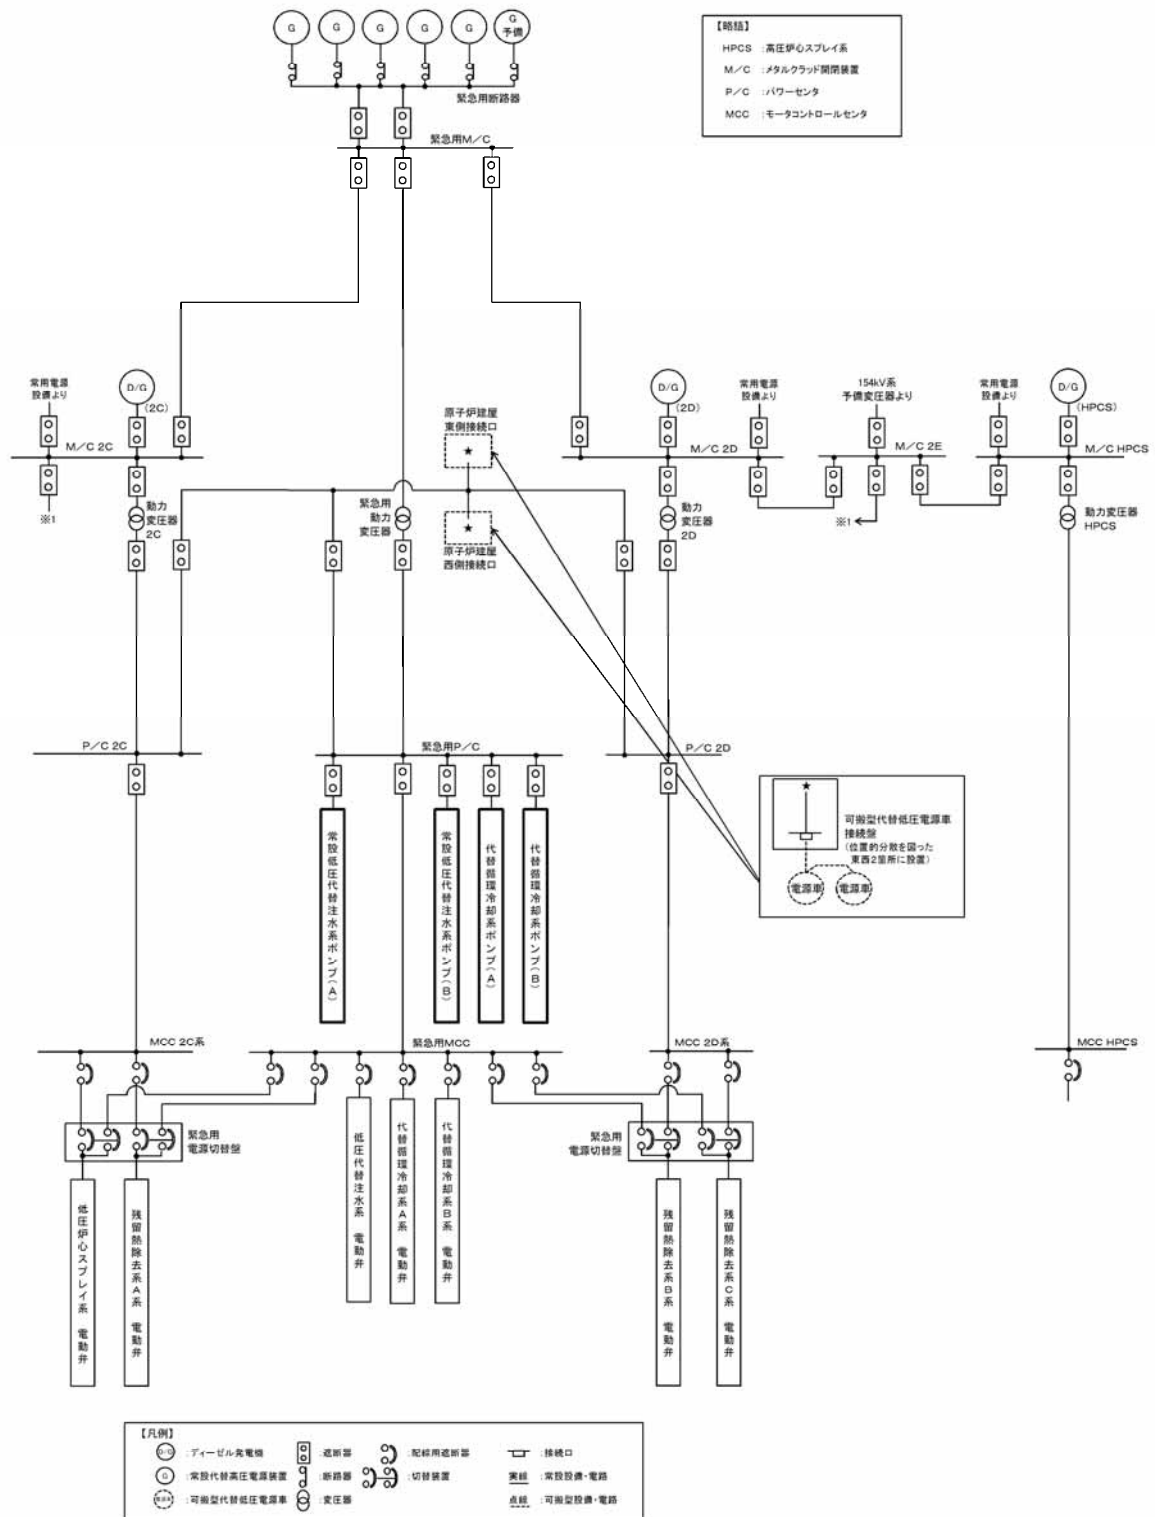 G
G
G
G
G
G
予備
緊急用断路器
緊急用M/C
【略語】
HPCS :高圧炉心スプレイ系
M/C :メタルクラッド開閉装置
P/C :パワーセンタ
MCC :モータコントロールセンタ
常用電源
設備より
D/G
(2C)
M/C 2C
※1
動力
変圧器
2C
原子炉建屋
東側接続口
★
緊急用
動力
変圧器
★
原子炉建屋
西側接続口
D/G
(2D)
M/C 2D
動力
変圧器
2D
常用電源
設備より
154kV系
予備変圧器より
M/C 2E
※1
常用電源
設備より
D/G
(HPCS)
M/C HPCS
動力変圧器
HPCS
P/C 2C
緊急用P/C
P/C 2D
常設低圧代替注水系ポンプ(A)
常設低圧代替注水系ポンプ(B)
代替循環冷却系ポンプ(A)
代替循環冷却系ポンプ(B)
★
可搬型代替低圧電源車
接続盤
(位置的分散を図った
東西2箇所に設置)
電源車
電源車
MCC 2C系
緊急用MCC
MCC 2D系
MCC HPCS
緊急用
電源切替盤
緊急用
電源切替盤
低圧炉心スプレイ系 電動弁
残留熱除去系A系 電動弁
低圧代替注水系 電動弁
代替循環冷却系A系 電動弁
代替循環冷却系B系 電動弁
残留熱除去系B系 電動弁
残留熱除去系C系 電動弁
【凡例】
D/G :ディーゼル発電機
:遮断器
:配線用遮断器
:接続口
G :常設代替高圧電源装置
:断路器
:切替装置
実線 :常設設備・電路
電源車 :可搬型代替低圧電源車
:変圧器
点線 :可搬型設備・電路